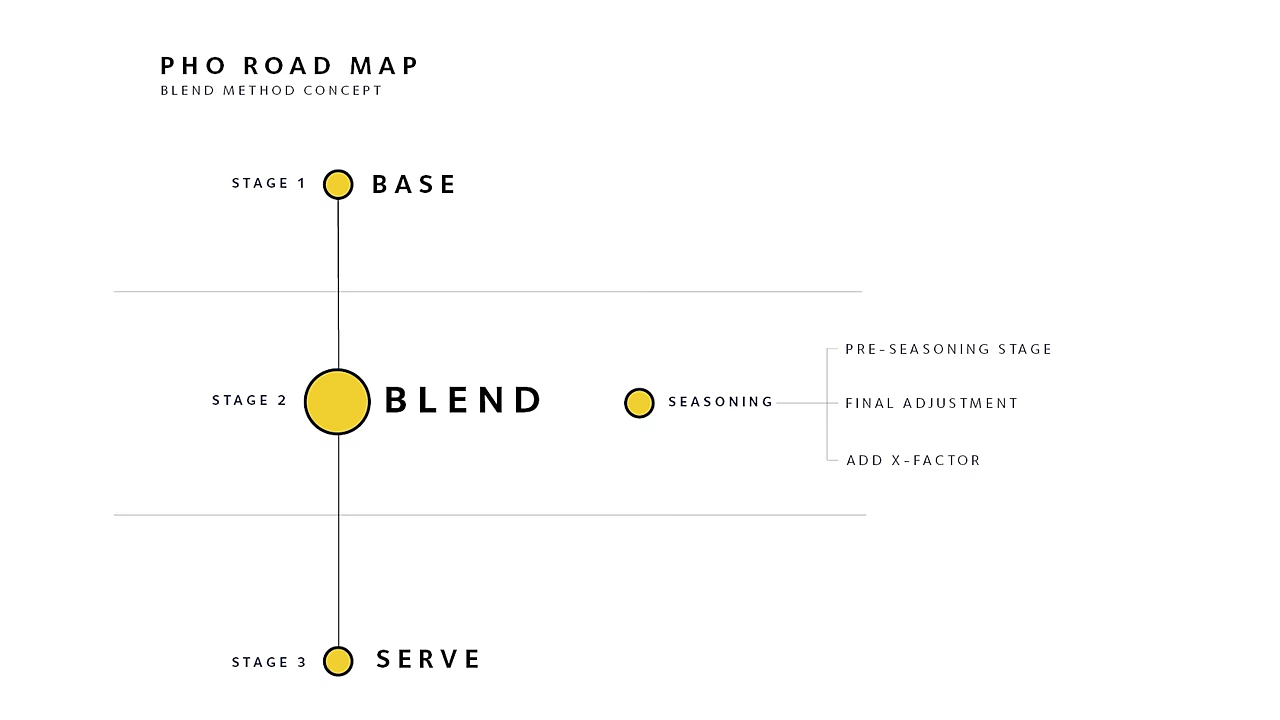 PHO ROAD MAP
BLEND METHOD CONCEPT
STAGE 1 BASE
PRE-SEASONING STAGE
STAGE 2 BLEND SEASONING FINAL ADJUSTMENT
ADD X-FACTOR
STAGE 3 SERVE